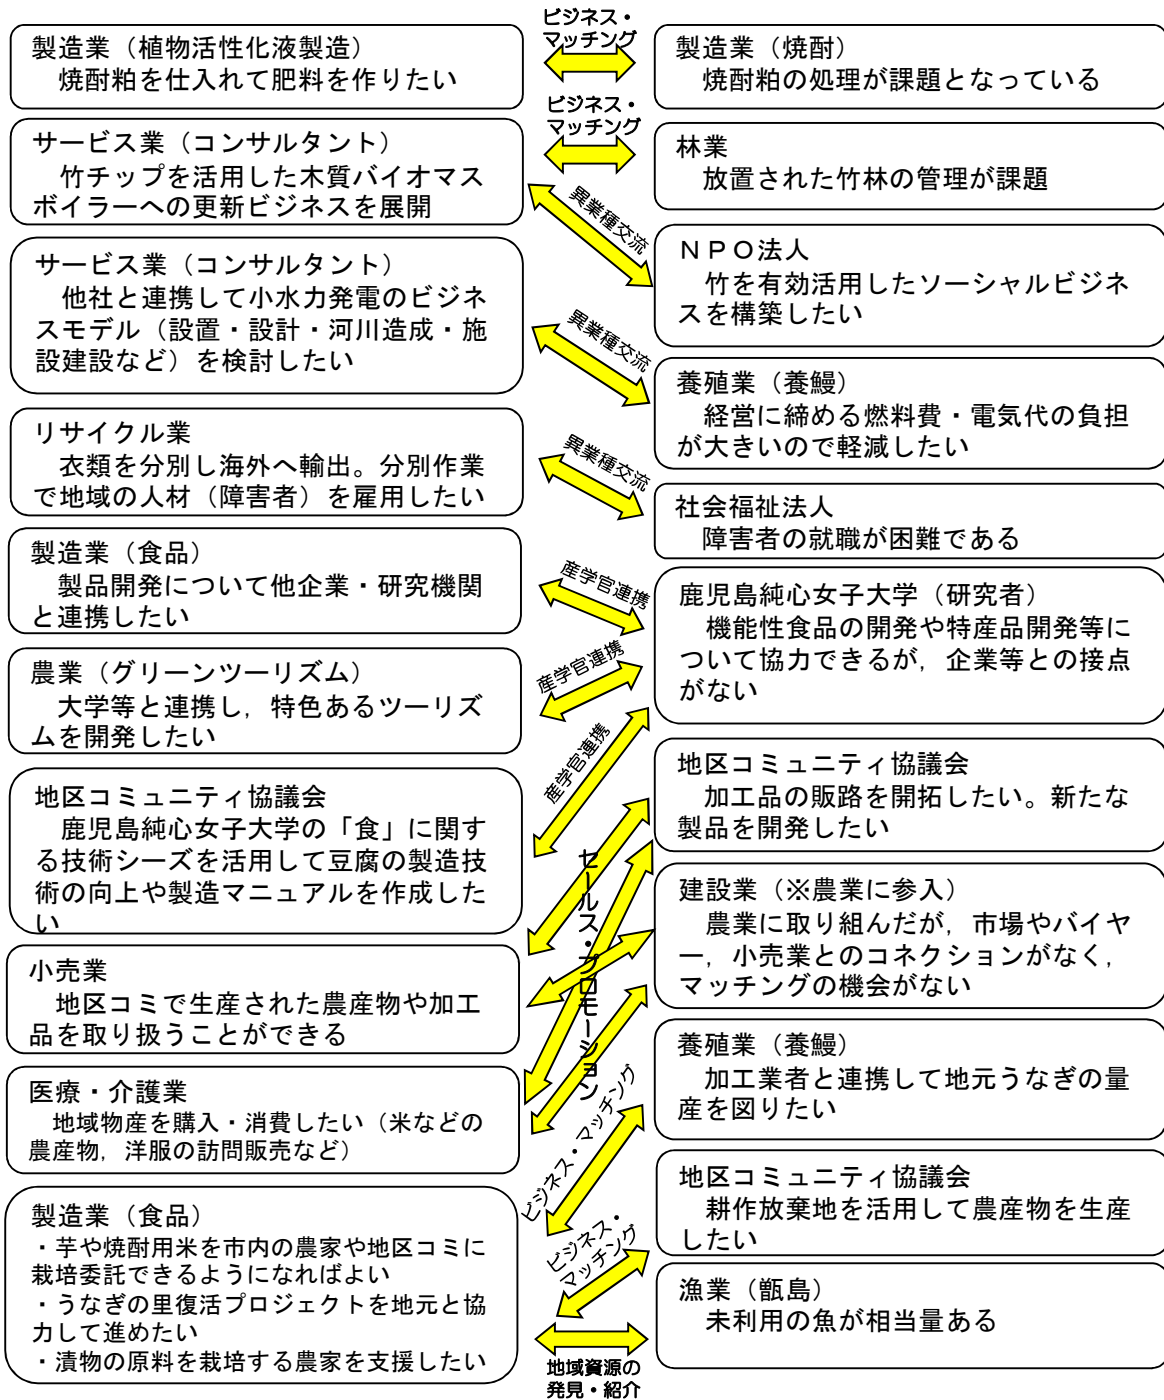 ビジネス・
マッチング
製造業（植物活性化液製造）
焼酎粕を仕入れて肥料を作りたい
製造業（焼酎）
焼酎粕の処理が課題となっている
ビジネス・
マッチング
サービス業（コンサルタント）
竹チップを活用した木質バイオマス
ボイラーへの更新ビジネスを展開
林業
放置された竹林の管理が課題
異業種交流
サービス業（コンサルタント）
他社と連携して小水力発電のビジネ
スモデル（設置・設計・河川造成・施
設建設など）を検討したい
ＮＰＯ法人
竹を有効活用したソーシャルビジネ
スを構築したい
異業種交流
養殖業（養鰻）
経営に締める燃料費・電気代の負担
が大きいので軽減したい
リサイクル業
衣類を分別し海外へ輸出。分別作業
で地域の人材（障害者）を雇用したい
異業種交流
社会福祉法人
障害者の就職が困難である
製造業（食品）
製品開発について他企業・研究機関
と連携したい
産学官連携
鹿児島純心女子大学（研究者）
機能性食品の開発や特産品開発等に
ついて協力できるが，企業等との接点
がない
農業（グリーンツーリズム）
大学等と連携し，特色あるツーリズ
ムを開発したい
産学官連携
産学官連携
地区コミュニティ協議会
鹿児島純心女子大学の「食」に関す
る技術シーズを活用して豆腐の製造技
術の向上や製造マニュアルを作成した
い
地区コミュニティ協議会
加工品の販路を開拓したい。新たな
製品を開発したい
セールス・プロモーション
建設業（※農業に参入）
農業に取り組んだが，市場やバイヤ
ー，小売業とのコネクションがなく，
マッチングの機会がない
小売業
地区コミで生産された農産物や加工
品を取り扱うことができる
養殖業（養鰻）
加工業者と連携して地元うなぎの量
産を図りたい
医療・介護業
地域物産を購入・消費したい（米などの
農産物，洋服の訪問販売など）
ビジネス・マッチング
地区コミュニティ協議会
耕作放棄地を活用して農産物を生産
したい
製造業（食品）
・芋や焼酎用米を市内の農家や地区コミに
栽培委託できるようになればよい
・うなぎの里復活プロジェクトを地元と協
力して進めたい
・漬物の原料を栽培する農家を支援したい
ビジネス・
マッチング
漁業（甑島）
未利用の魚が相当量ある
地域資源の
発見・紹介